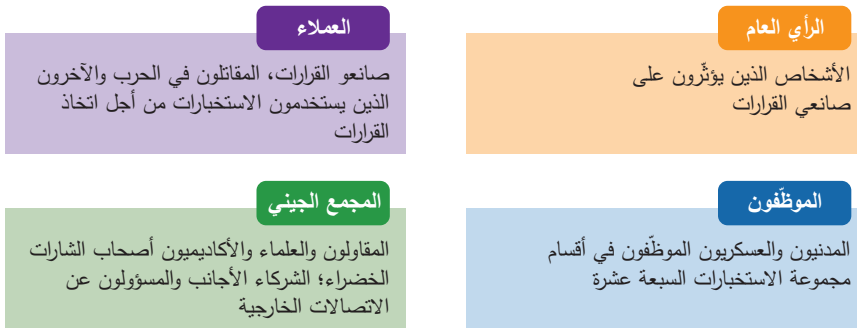 الرأي العام
الأشخاص الذين يؤثّرون على
صانعي القرارات
العملاء
صانعو القرارات، المقاتلون في الحرب والآخرون
الذين يستخدمون الاستخبارات من أجل اتخاذ
القرارات
الموظّفون
المدنيون والعسكريون الموظّفون في أقسام
مجموعة الاستخبارات السبعة عشرة
المجمع الجيني
المقاولون والعلماء والأكاديميون أصحاب الشارات
الخضراء؛ الشركاء الأجانب والمسؤولون عن
الاتصالات الخارجية